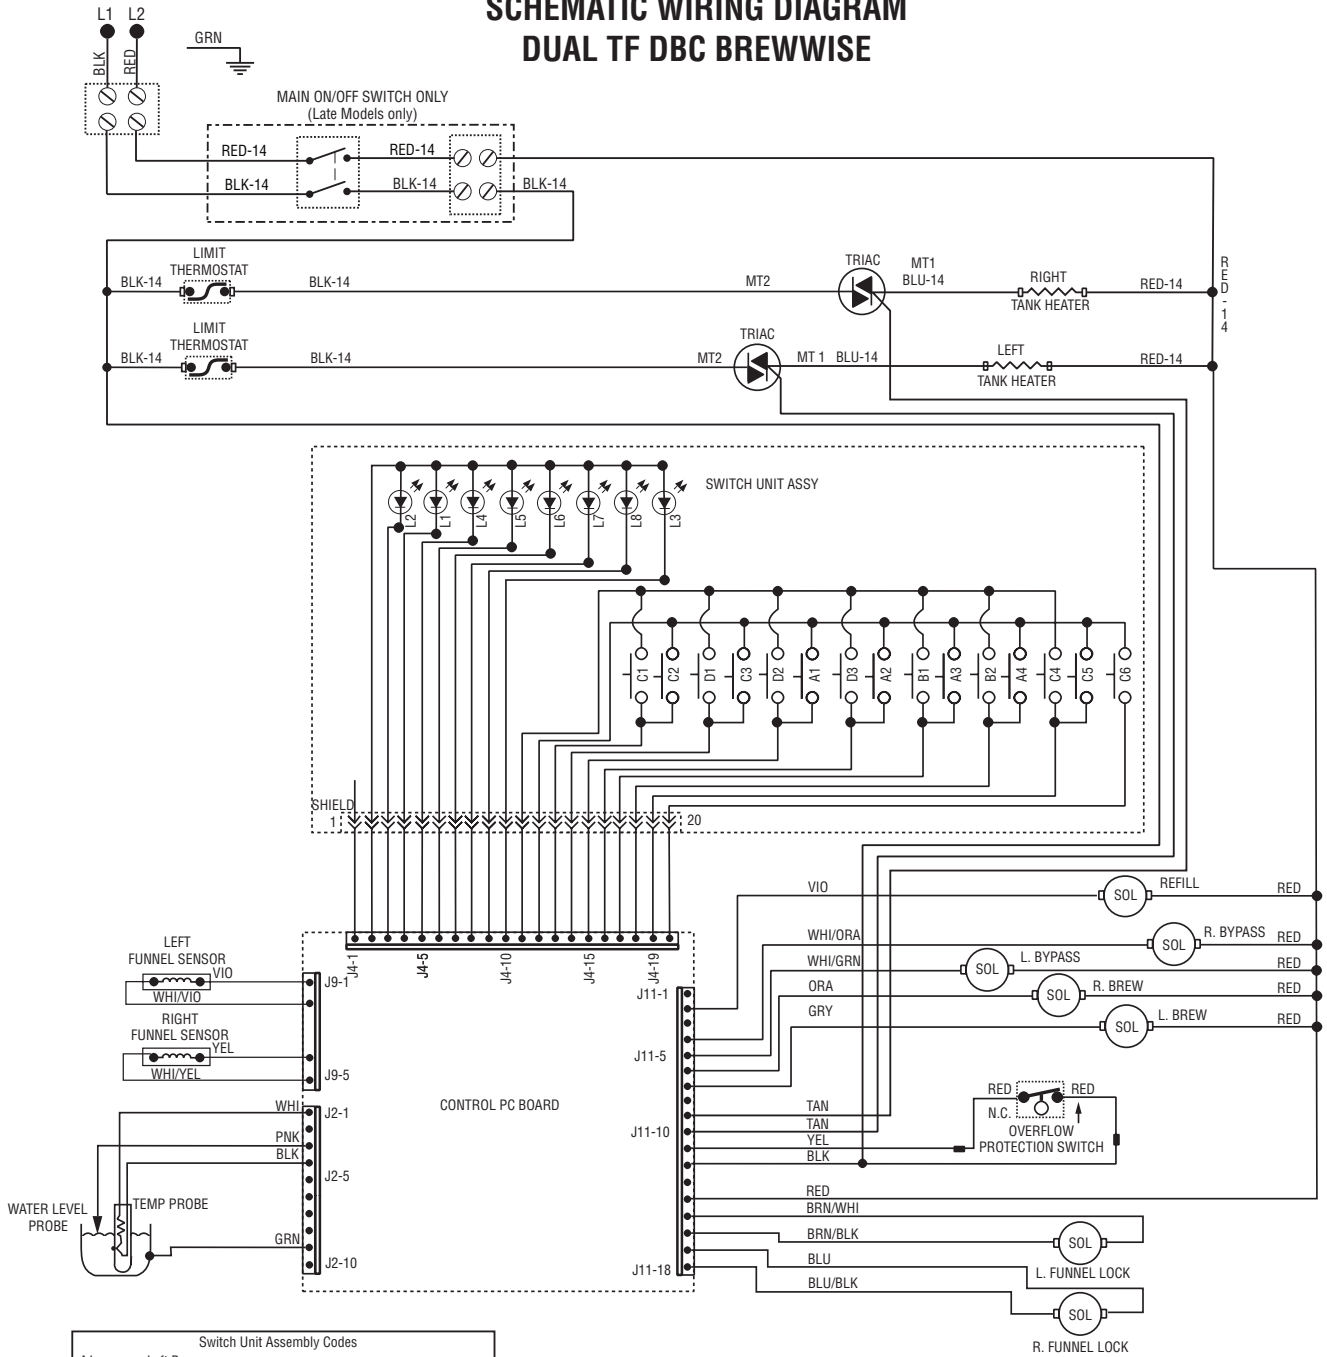 SCHEMATIC WIRING DIAGRAM
DUAL TF DBC BREWWISE
L1 L2
GRN
BLK RED
MAIN ON/OFF SWITCH ONLY
(Late Models only)
RED-14 RED-14
BLK-14 BLK-14 BLK-14
LIMIT
THERMOSTAT
BLK-14 BLK-14 MT2 TRIAC MT1
BLU-14
RIGHT
TANK HEATER
RED-14
RED-14
LIMIT
THERMOSTAT
BLK-14 BLK-14 MT2 TRIAC MT 1 BLU-14
LEFT
TANK HEATER
RED-14
SWITCH UNIT ASSY
L2 L1 L4 L5 L6 L7 L8 L3
C1 C2 D1 C3 D2 A1 D3 A2 B1 A3 B2 A4 C4 C5 C6
SHIELD
1 20
J4-1 J4-5 J4-10 J4-15 J4-19
VIO SOL REFILL RED
WHI/ORA SOL R. BYPASS RED
WHI/GRN SOL L. BYPASS RED
ORA SOL R. BREW RED
GRY SOL L. BREW RED
LEFT
FUNNEL SENSOR
VIO
WHI/VIO
J9-1
RIGHT
FUNNEL SENSOR
YEL
WHI/YEL
J9-5
J11-1
J11-5
J11-10
J11-18
CONTROL PC BOARD
WHI J2-1
PNK
BLK
J2-5
GRN
J2-10
WATER LEVEL
PROBE
TEMP PROBE
TAN
TAN
YEL
BLK
RED RED
N.C.
OVERFLOW
PROTECTION SWITCH
RED
BRN/WHI
BRN/BLK SOL
L. FUNNEL LOCK
BLU
BLU/BLK SOL
R. FUNNEL LOCK
Switch Unit Assembly Codes